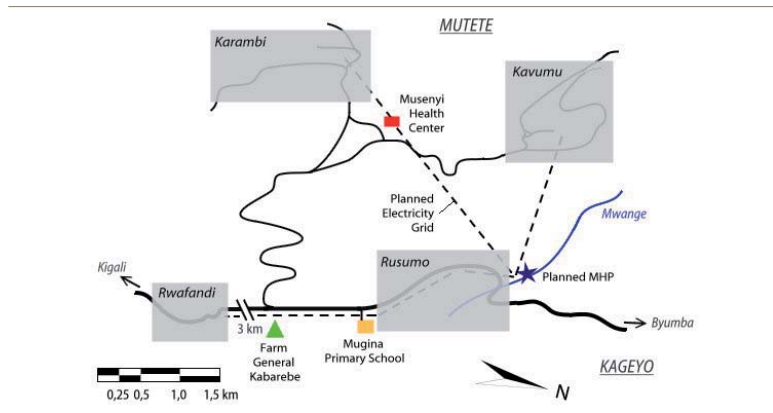 MUTETE
Karambi
Kavumu
Musenyi
Health
Center
Planned
Electricity
Grid
Mwange
Rusumo
Planned MHP
Kigali
Rwafandi
3 km
Byumba
Farm
General
Kabarebe
Mugina
Primary School
KAGEYO
N
0,25 0,5 1,0 1,5 km